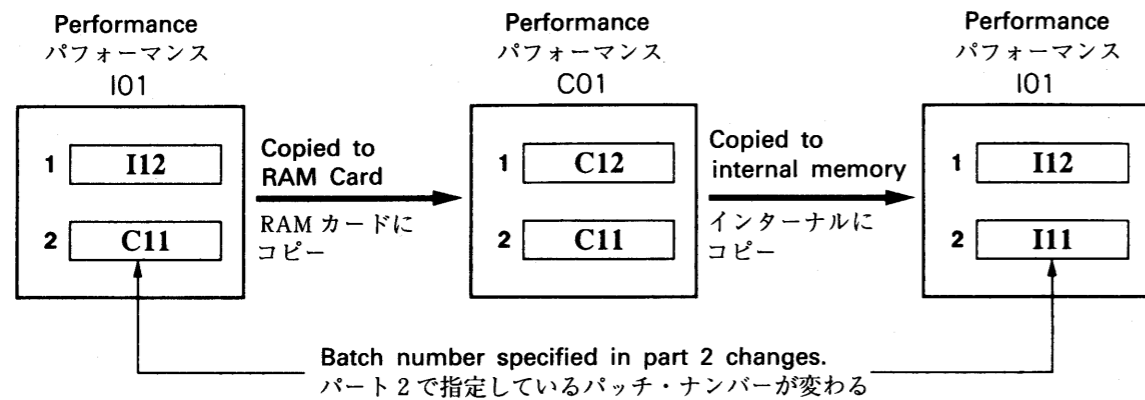 Performance
パフォーマンス
I01
1 I12
2 C11
Copied to
RAM Card
RAM カードに
コピー
Performance
パフォーマンス
C01
1 C12
2 C11
Copied to
internal memory
インターナルに
コピー
Performance
パフォーマンス
I01
1 I12
2 I11
Batch number specified in part 2 changes.
パート 2 で指定しているパッチ・ナンバーが変わる